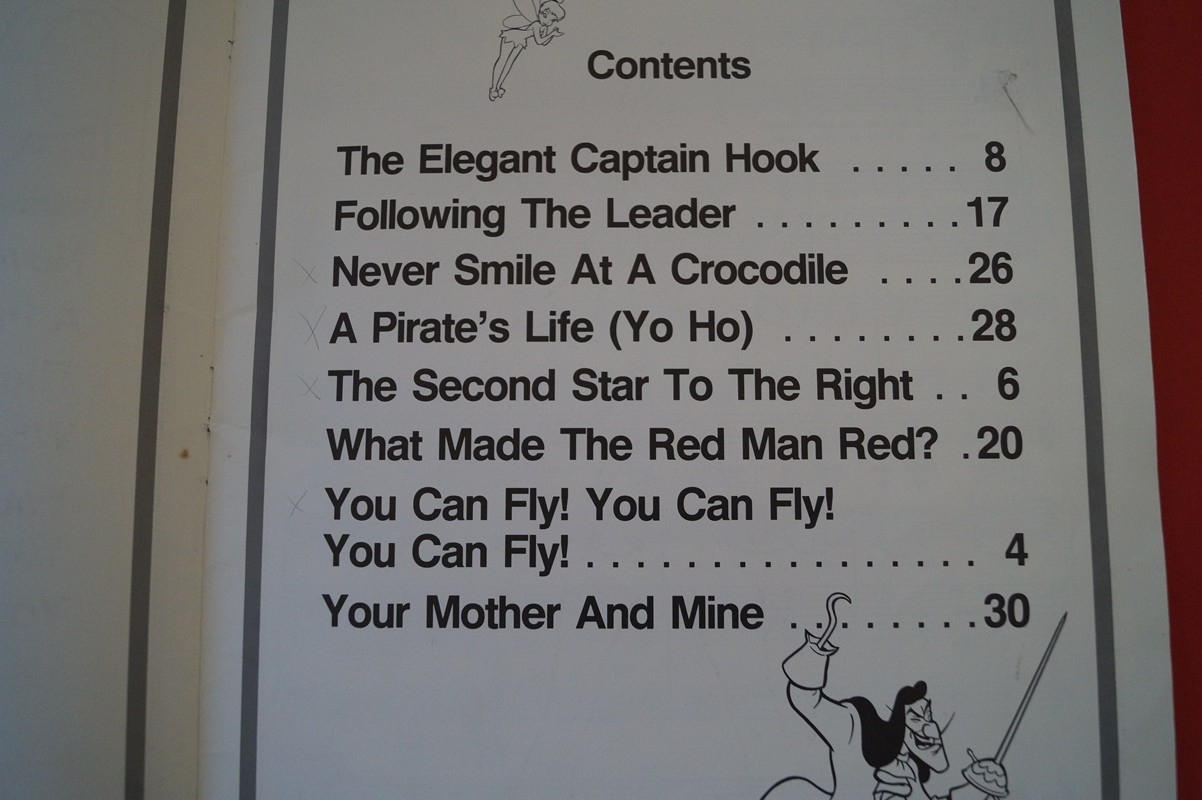 Contents
The Elegant Captain Hook ..... 8
Following The Leader .........17
Never Smile At A Crocodile ....26
A Pirate's Life (Yo Ho) ........28
The Second Star To The Right .. 6
What Made The Red Man Red? .20
You Can Fly! You Can Fly!
You Can Fly!................. 4
Your Mother And Mine ........30